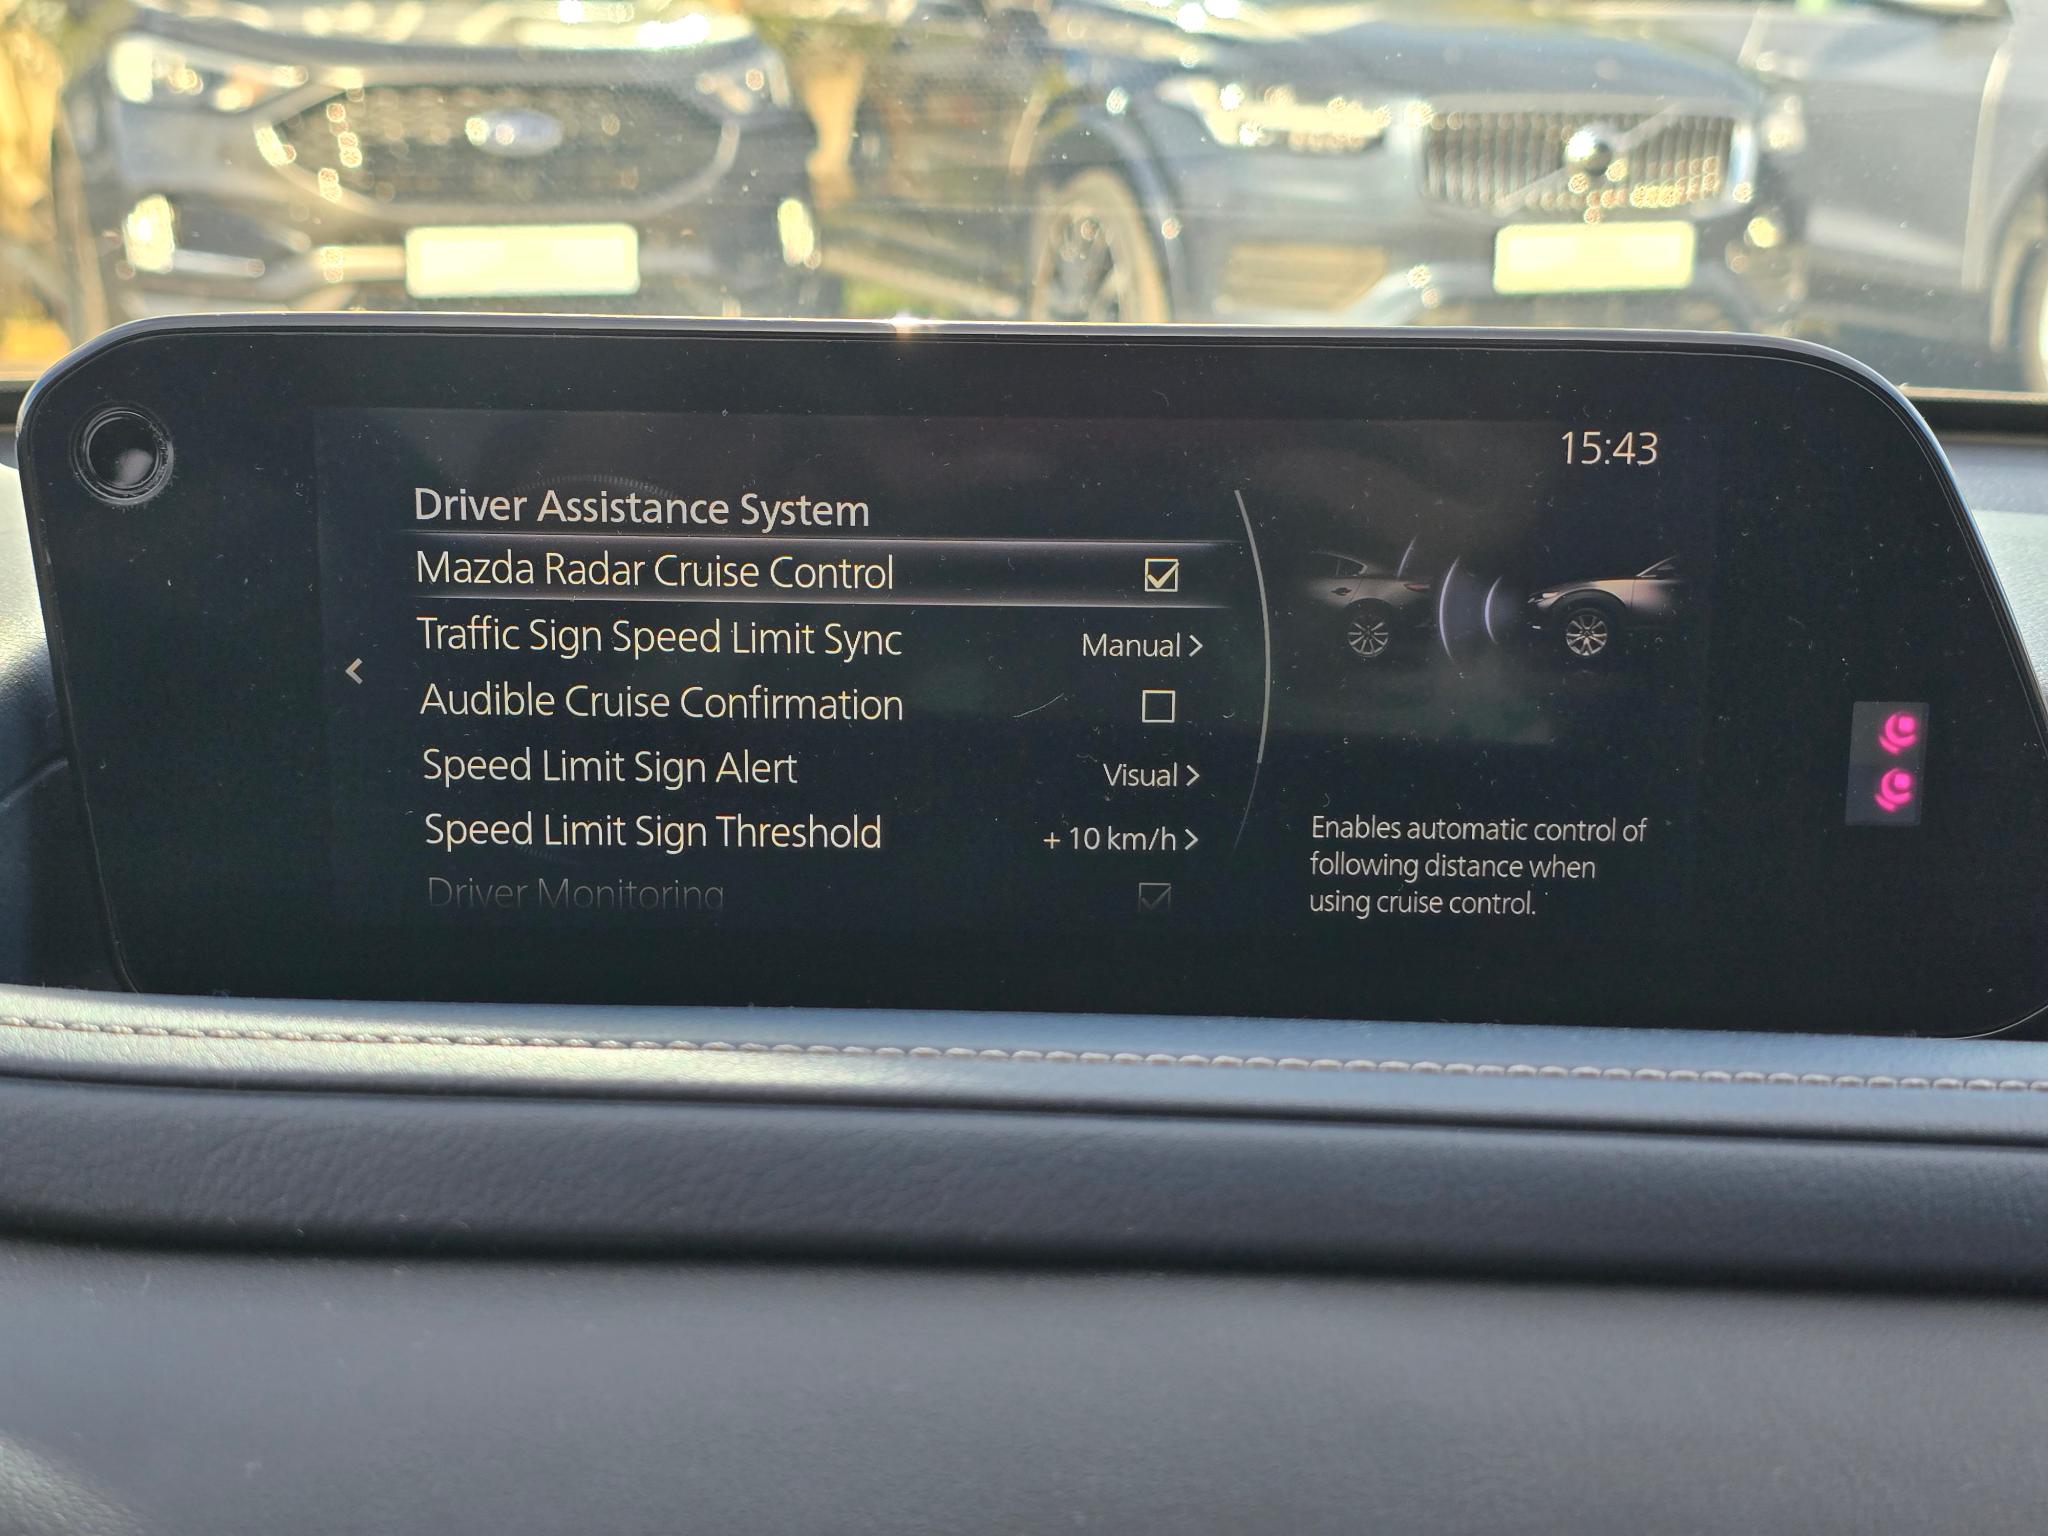 15:43
Driver Assistance System
Mazda Radar Cruise Control
Traffic Sign Speed Limit Sync Manual >
Audible Cruise Confirmation
Speed Limit Sign Alert Visual >
Speed Limit Sign Threshold + 10 km/h >
Driver Monitoring
Enables automatic control of
following distance when
using cruise control.